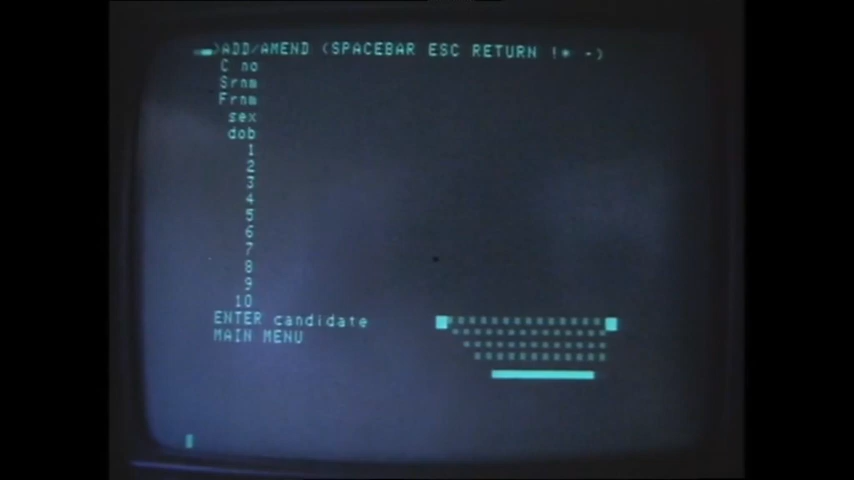 >ADD/AMEND (SPACEBAR ESC RETURN !* -)
C no
Srnm
Frnm
sex
dob
1
2
3
4
5
6
7
8
9
10
ENTER candidate
MAIN MENU